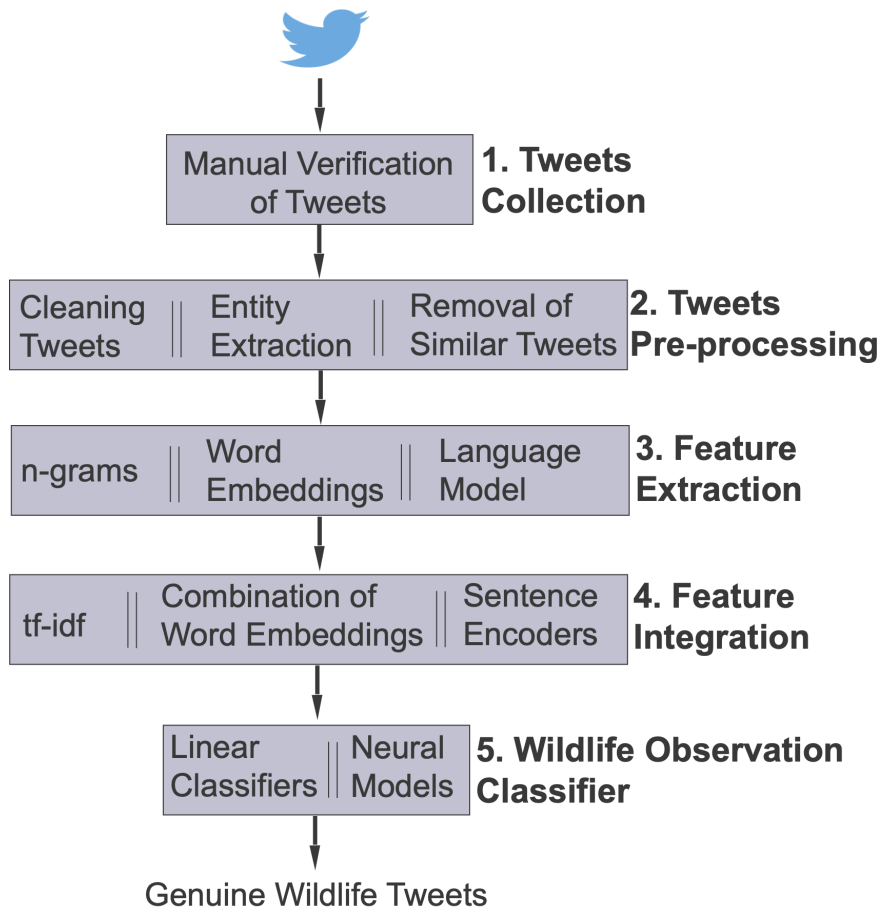 Manual Verification
of Tweets
1. Tweets
Collection
Cleaning
Tweets
Entity
Extraction
Removal of
Similar Tweets
2. Tweets
Pre-processing
n-grams
Word
Embeddings
Language
Model
3. Feature
Extraction
tf-idf
Combination of
Word Embeddings
Sentence
Encoders
4. Feature
Integration
Linear
Classifiers
Neural
Models
5. Wildlife Observation
Classifier
Genuine Wildlife Tweets